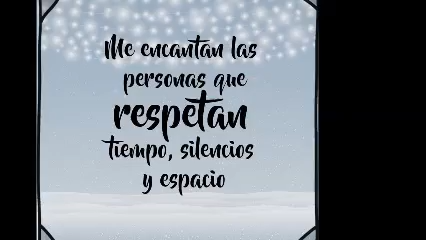 Me encantan las
personas que
respetan
tiempo, silencios
y espacio